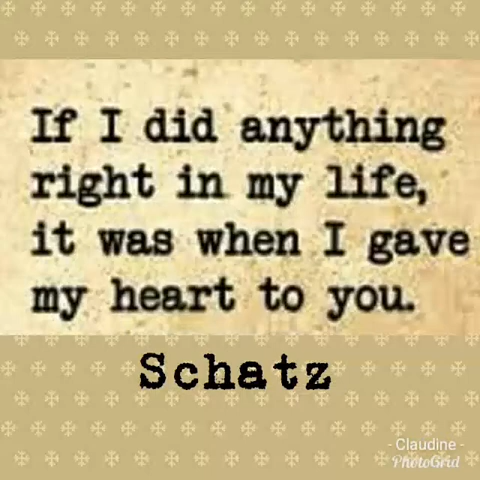 If I did anything
right in my life,
it was when I gave
my heart to you.
Schatz
- Claudine -
PhotoGrid